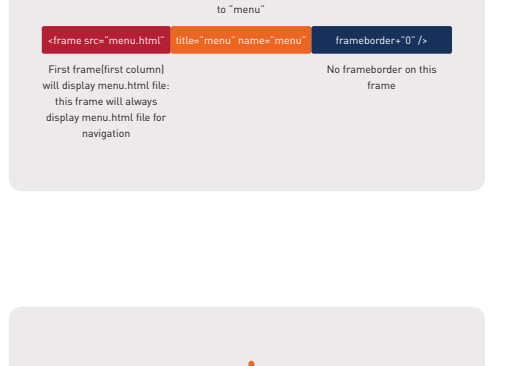 to "menu"
<frame src="menu.html" title="menu" name="menu" frameborder+"0" />
First frame(first column)
will display menu.html file:
this frame will always
display menu.html file for
navigation
No frameborder on this
frame